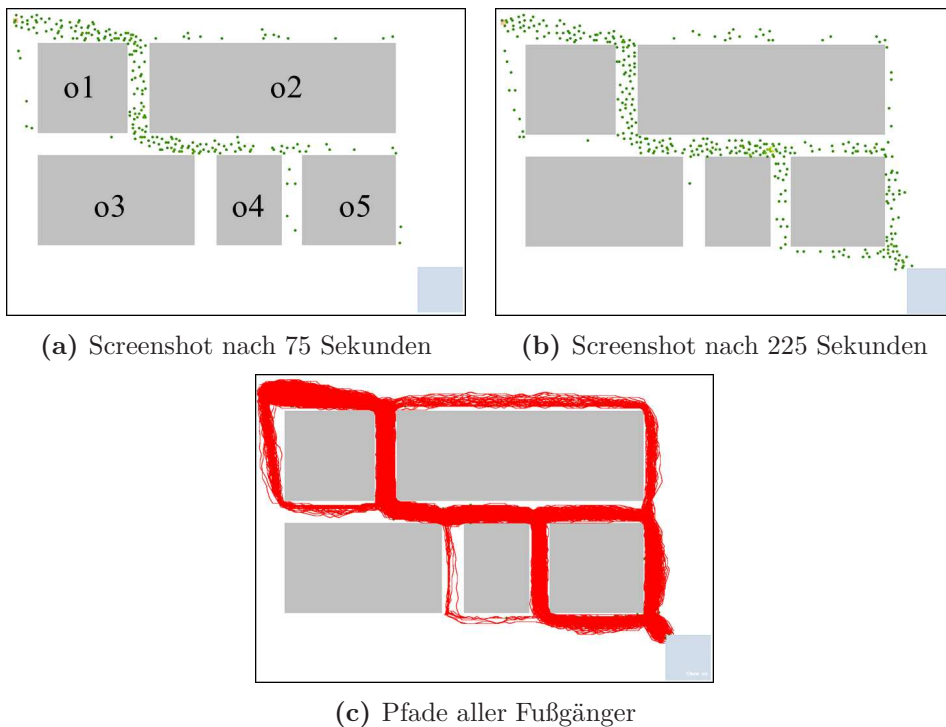 o1
o2
o3
o4
o5
(a) Screenshot nach 75 Sekunden
(b) Screenshot nach 225 Sekunden
(c) Pfade aller Fußgänger